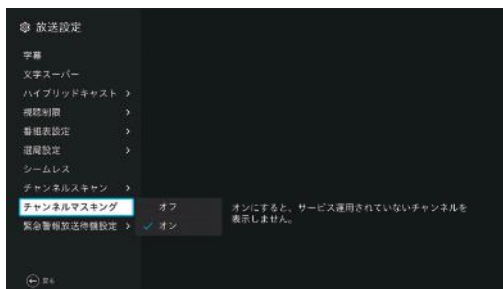 放送設定
字幕
文字スーパー
ハイブリッドキャスト
視聴制限
番組表設定
選局設定
シームレス
チャンネルスキャン
チャンネルマスキング
緊急警報放送待機設定
オフ
オン
オンにすると、サービス運用されていないチャンネルを
表示しません。
戻る